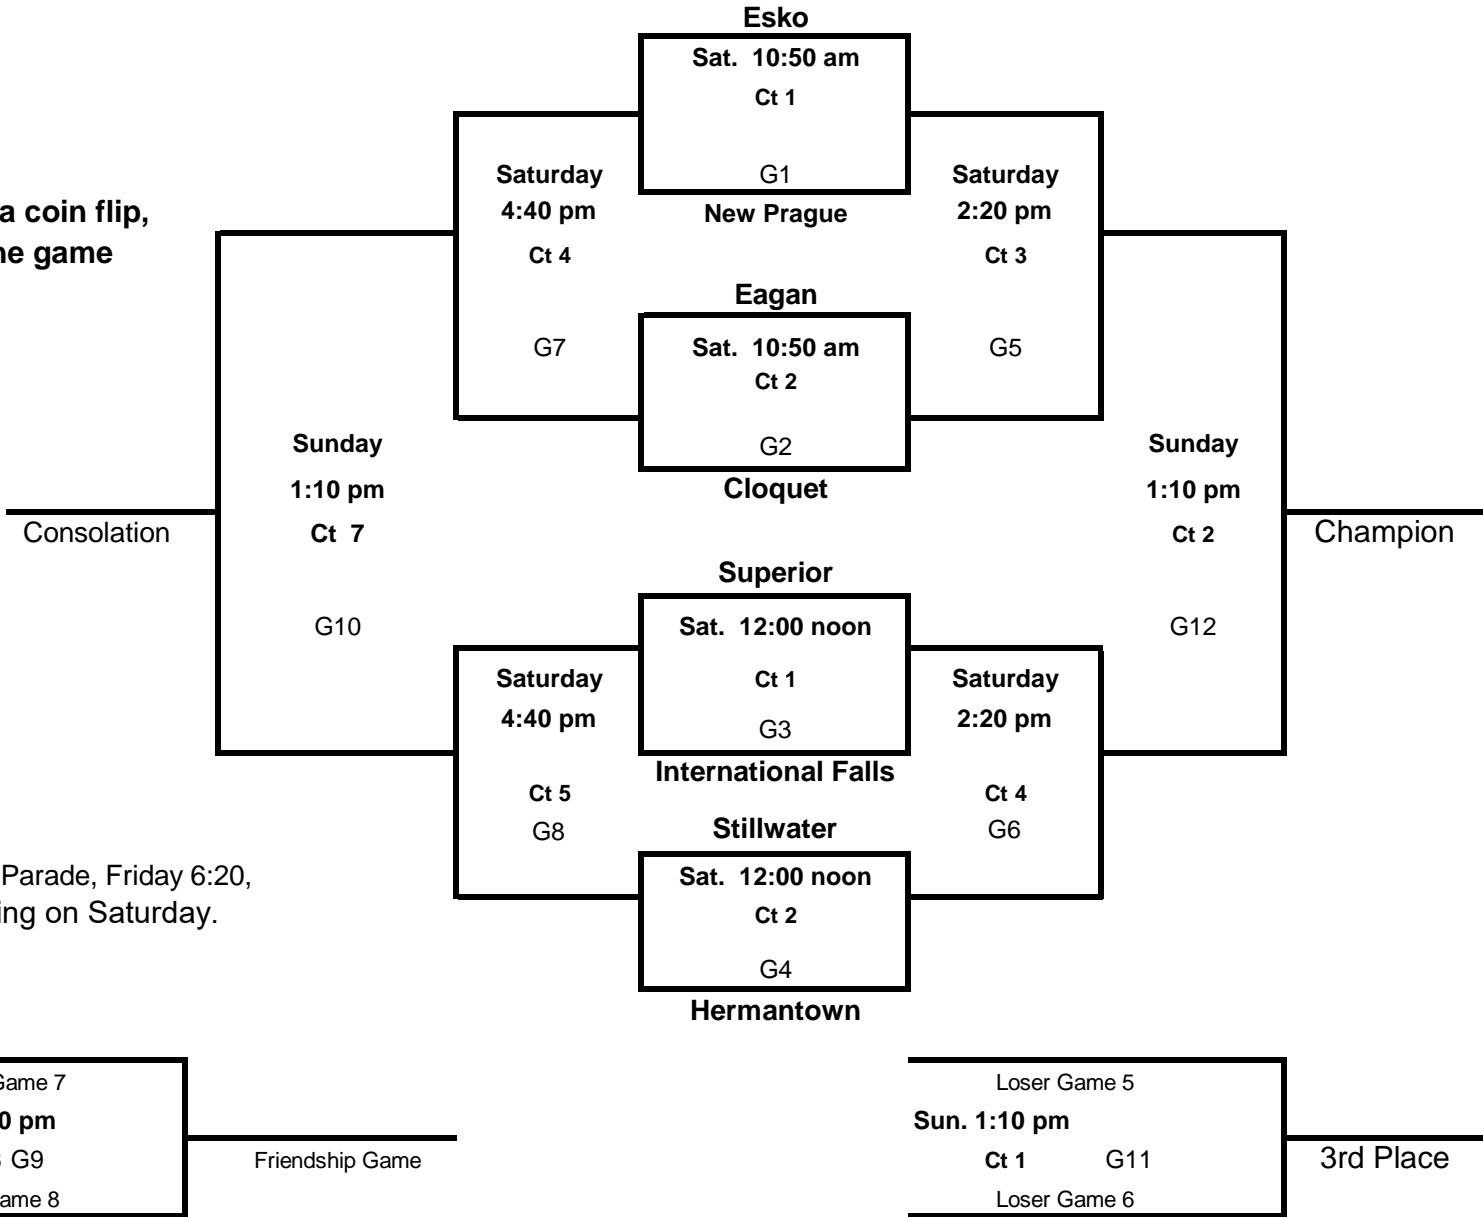 Esko
Sat. 10:50 am
Ct 1
G1
New Prague
Saturday
4:40 pm
Ct 4
G7
Saturday
2:20 pm
Ct 3
G5
a coin flip,
game
Eagan
Sat. 10:50 am
Ct 2
G2
Cloquet
Sunday
1:10 pm
Ct 7
G10
Consolation
Sunday
1:10 pm
Ct 2
G12
Champion
Superior
Sat. 12:00 noon
Ct 1
G3
International Falls
Saturday
4:40 pm
Ct 5
G8
Saturday
2:20 pm
Ct 4
G6
Stillwater
Sat. 12:00 noon
Ct 2
G4
Hermantown
Parade, Friday 6:20,
on Saturday.
Game 7
pm
G9
8
Friendship Game
Loser Game 5
Sun. 1:10 pm
Ct 1 G11
Loser Game 6
3rd Place